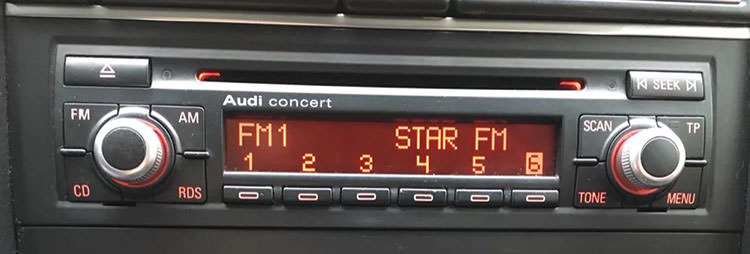 SEEK
Audi concert
FM
AM
FM1
STAR FM
SCAN
TP
1 2 3 4 5 6
CD
RDS
TONE
MENU